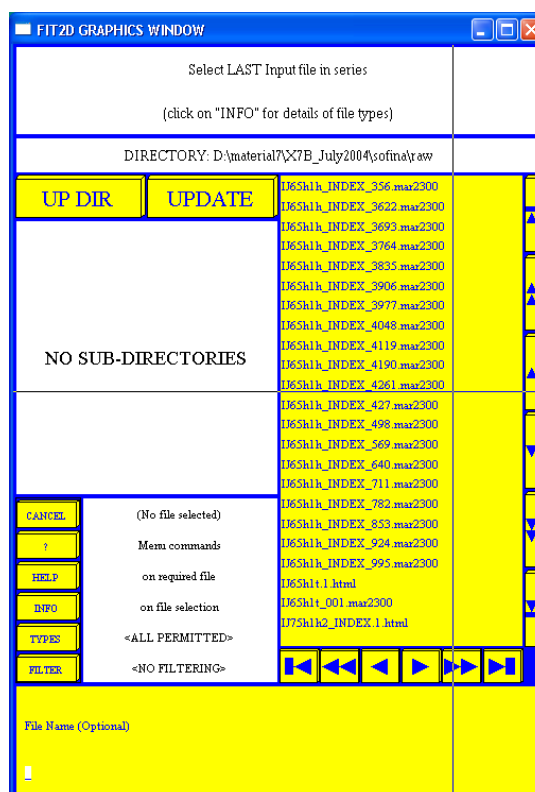 FIT2D GRAPHICS WINDOW
Select LAST Input file in series
(click on "INFO" for details of file types)
DIRECTORY: D:\material7\X7B_July2004\sofina\raw
UP DIR
UPDATE
NO SUB-DIRECTORIES
IJ65h1h_INDEX_356.mar2300
IJ65h1h_INDEX_3622.mar2300
IJ65h1h_INDEX_3693.mar2300
IJ65h1h_INDEX_3764.mar2300
IJ65h1h_INDEX_3835.mar2300
IJ65h1h_INDEX_3906.mar2300
IJ65h1h_INDEX_3977.mar2300
IJ65h1h_INDEX_4048.mar2300
IJ65h1h_INDEX_4119.mar2300
IJ65h1h_INDEX_4190.mar2300
IJ65h1h_INDEX_4261.mar2300
IJ65h1h_INDEX_427.mar2300
IJ65h1h_INDEX_498.mar2300
IJ65h1h_INDEX_569.mar2300
IJ65h1h_INDEX_640.mar2300
IJ65h1h_INDEX_711.mar2300
IJ65h1h_INDEX_782.mar2300
IJ65h1h_INDEX_853.mar2300
IJ65h1h_INDEX_924.mar2300
IJ65h1h_INDEX_995.mar2300
IJ65h1t.1.html
IJ65h1t_001.mar2300
IJ75h1h2_INDEX.1.html
CANCEL (No file selected)
? Menu commands
HELP on required file
INFO on file selection
TYPES <ALL PERMITTED>
FILTER <NO FILTERING>
File Name (Optional)